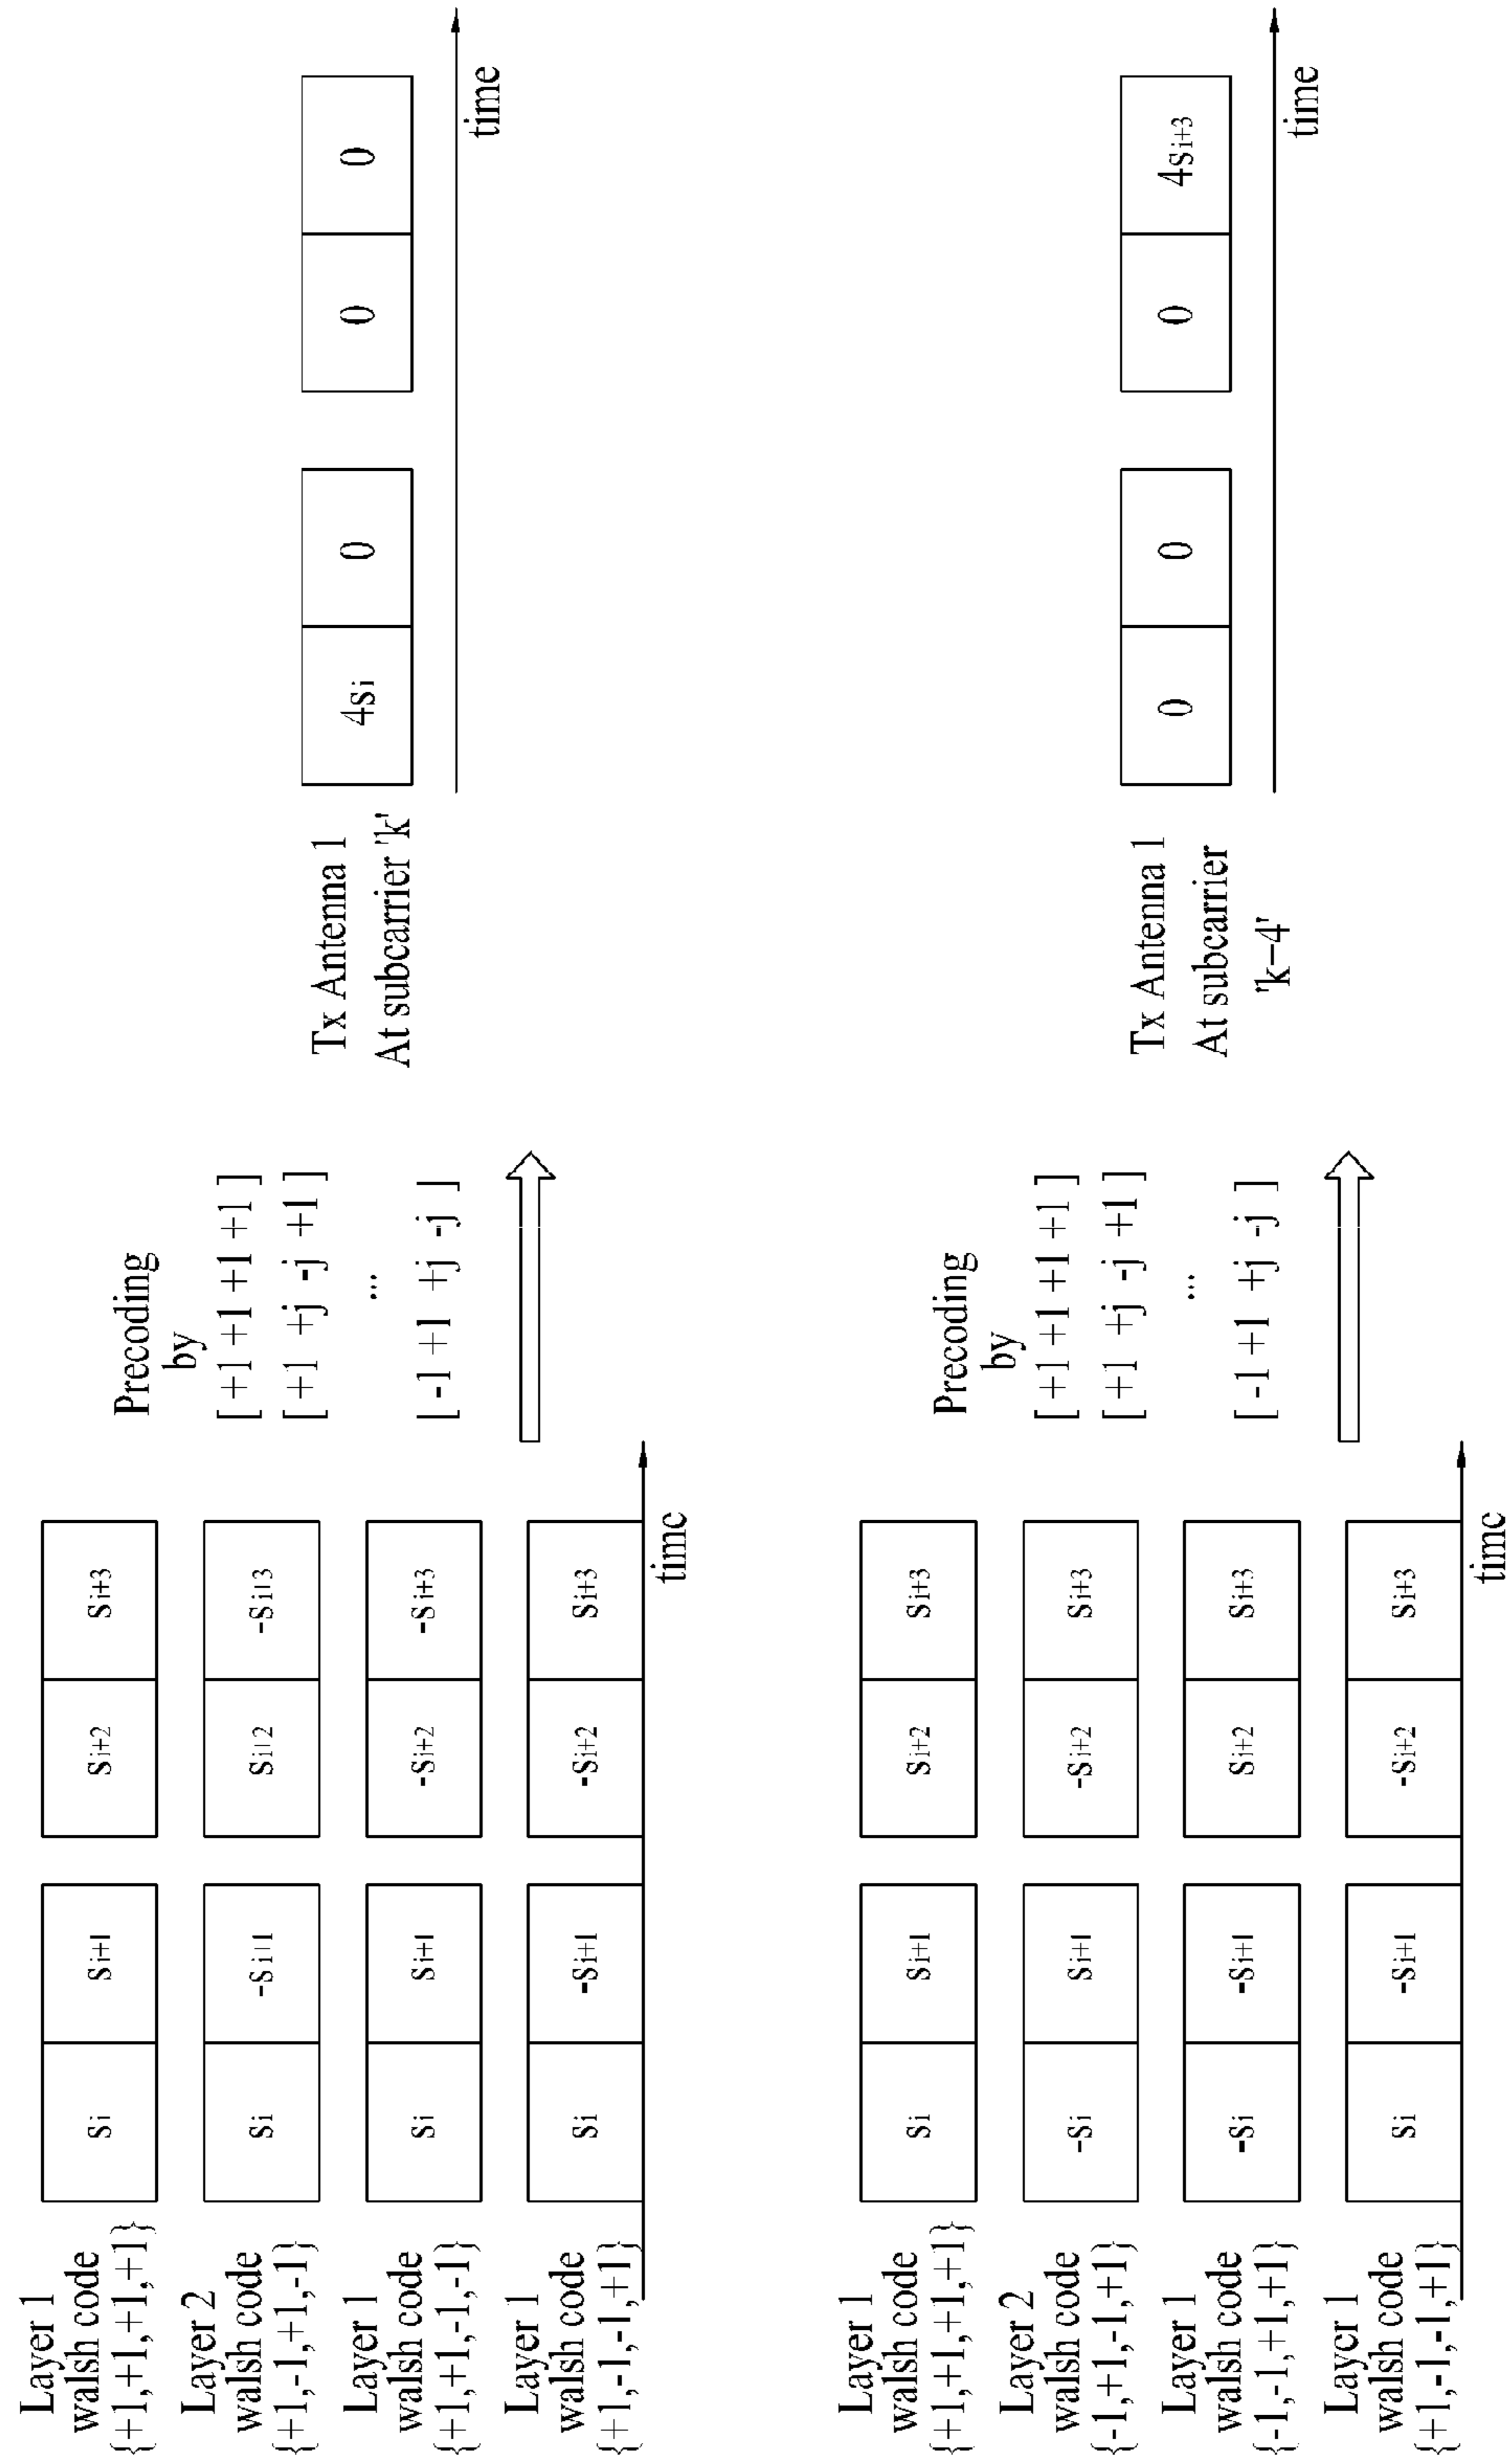 Layer 1
walsh code
{+1,+1,+1,+1}
si
si+1
si+2
si+3
Layer 2
walsh code
{+1,-1,+1,-1}
si
-si+1
si+2
-si+3
Layer 1
walsh code
{+1,+1,-1,-1}
si
si+1
-si+2
-si+3
Layer 1
walsh code
{+1,-1,-1,+1}
si
-si+1
-si+2
si+3
time
Precoding
by
[ +1 +1 +1 +1 ]
[ +1 +j -j +1 ]
...
[ -1 +1 +j -j ]
Tx Antenna 1
At subcarrier 'k'
4si
0
0
0
time
Layer 1
walsh code
{+1,+1,+1,+1}
si
si+1
si+2
si+3
Layer 2
walsh code
{-1,+1,-1,+1}
-si
si+1
-si+2
si+3
Layer 1
walsh code
{-1,-1,+1,+1}
-si
-si+1
si+2
si+3
Layer 1
walsh code
{+1,-1,-1,+1}
si
-si+1
-si+2
si+3
time
Precoding
by
[ +1 +1 +1 +1 ]
[ +1 +j -j +1 ]
...
[ -1 +1 +j -j ]
Tx Antenna 1
At subcarrier
'k-4'
0
0
0
4si+3
time